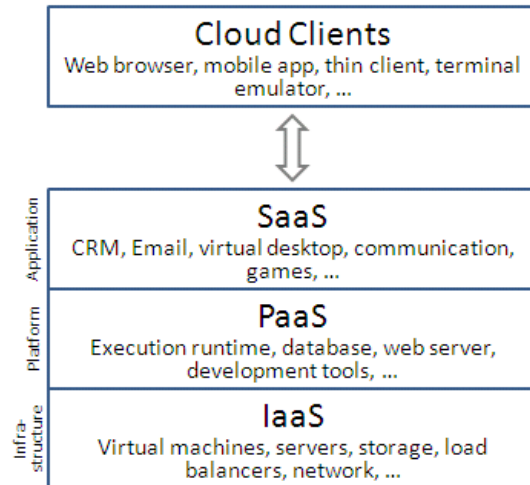 Cloud Clients
Web browser, mobile app, thin client, terminal
emulator, ...
Application
SaaS
CRM, Email, virtual desktop, communication,
games, ...
Platform
PaaS
Execution runtime, database, web server,
development tools, ...
Infra-
structure
IaaS
Virtual machines, servers, storage, load
balancers, network, ...